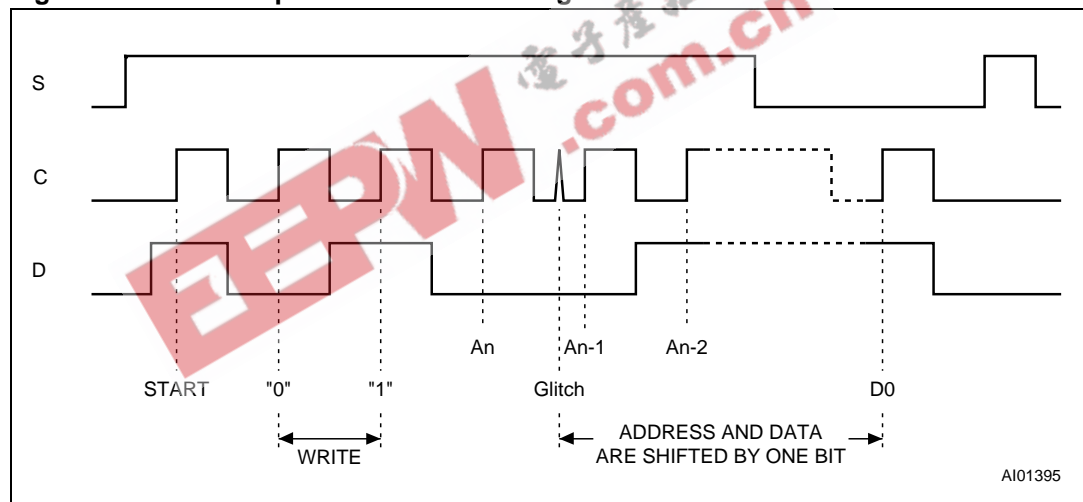 S
C
D
An
An-1
An-2
START
"0"
"1"
Glitch
D0
WRITE
ADDRESS AND DATA
ARE SHIFTED BY ONE BIT
AI01395
EEPW
.com.cn